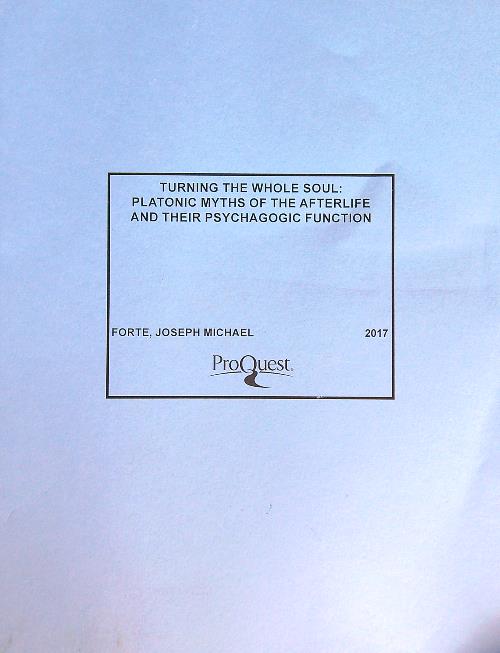 TURNING THE WHOLE SOUL:
PLATONIC MYTHS OF THE AFTERLIFE
AND THEIR PSYCHAGOGIC FUNCTION
FORTE, JOSEPH MICHAEL 2017
ProQuest